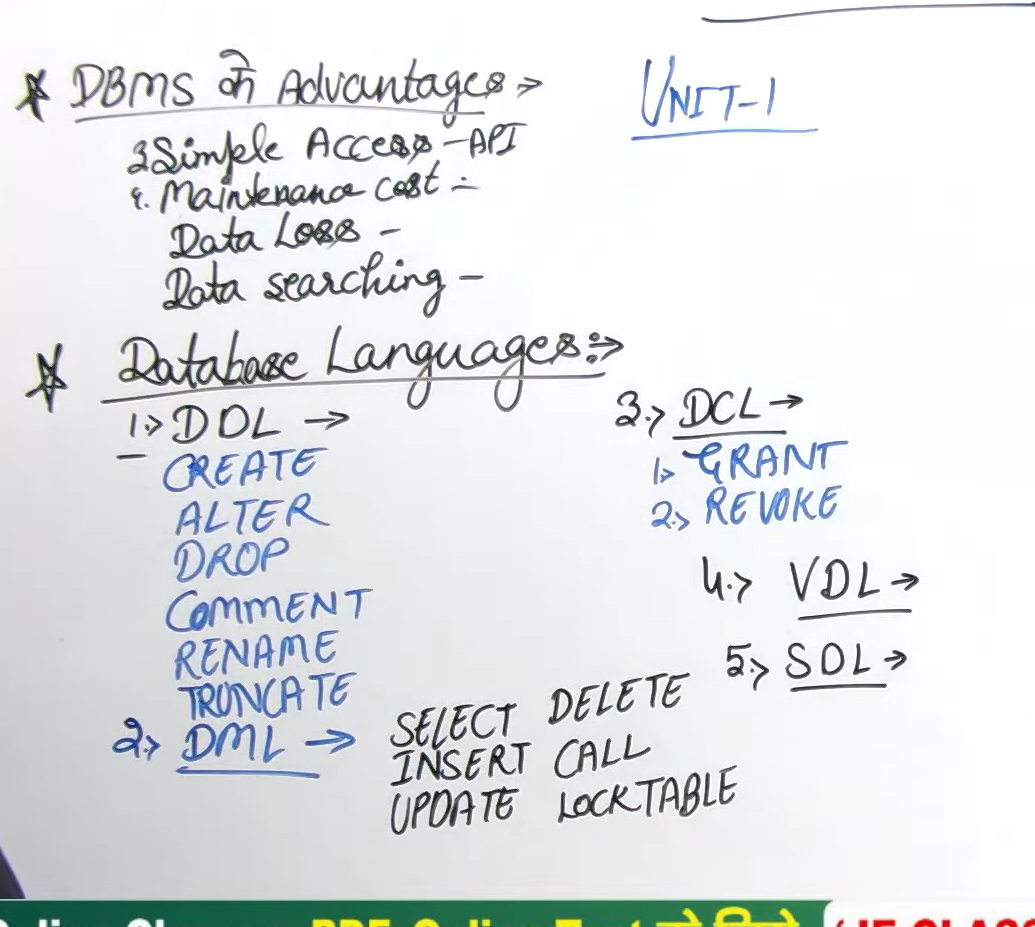 ★ DBMS के Advantages →
UNIT-1
3 Simple Access - API
4. Maintenance cost :-
Data Loss -
Data searching -
★ Database Languages :→
1.> DDL →
CREATE
ALTER
DROP
COMMENT
RENAME
TRUNCATE
2.> DML →
SELECT DELETE
INSERT CALL
UPDATE LOCKTABLE
3.> DCL →
1.> GRANT
2.> REVOKE
4.> VDL →
5.> SDL →